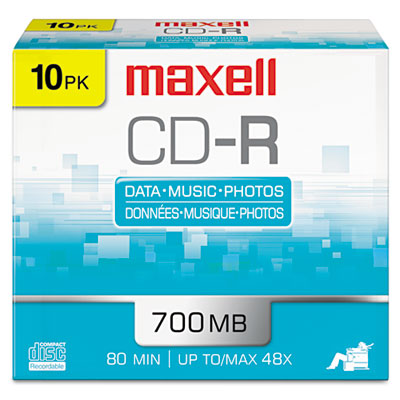 10PK
maxell
CD-R
DATA·MUSIC·PHOTOS
DONNÉES·MUSIQUE·PHOTOS
700MB
80 MIN | UP TO/MAX 48X
COMPACT
disc
Recordable